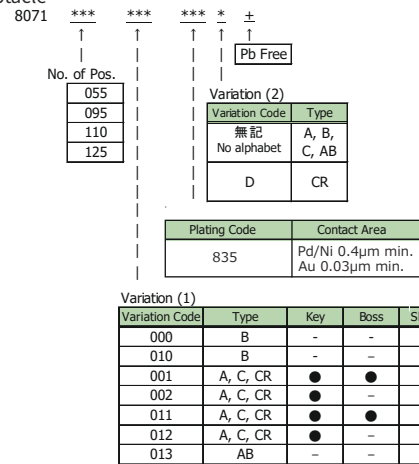 8071 *** *** *** * +
Pb Free
No. of Pos.
055
095
110
125
Variation (2)
Variation Code Type
無記 No alphabet A, B, C, AB
D CR
Plating Code Contact Area
835 Pd/Ni 0.4μm min.
Au 0.03μm min.
Variation (1)
Variation Code Type Key Boss
000 B - -
010 B - –
001 A, C, CR ● ●
002 A, C, CR ● –
011 A, C, CR ● ●
012 A, C, CR ● –
013 AB – –